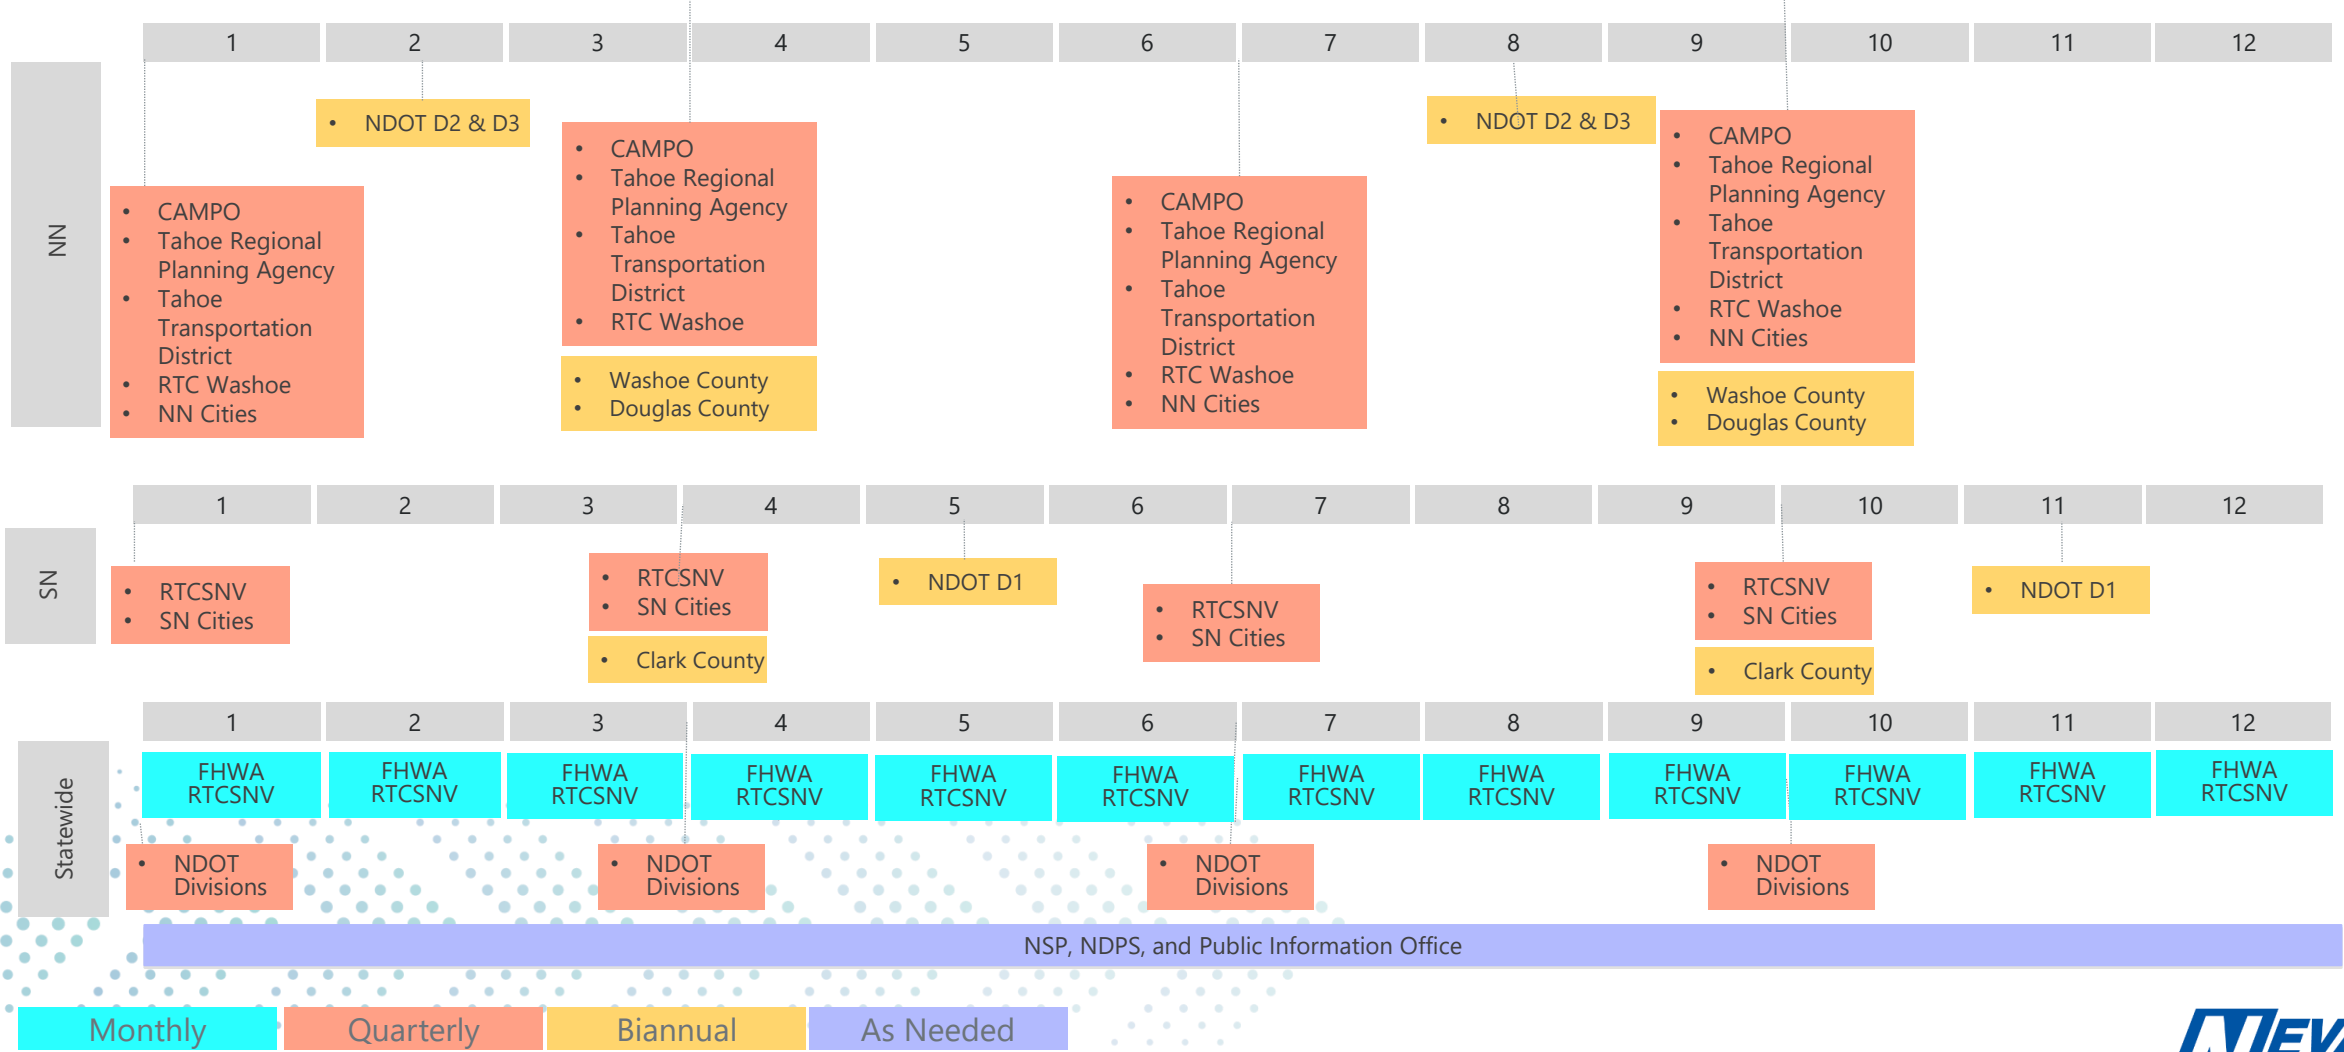 1 2 3 4 5 6 7 8 9 10 11 12
NN
• CAMPO
• Tahoe Regional
Planning Agency
• Tahoe
Transportation
District
• RTC Washoe
• NN Cities
• NDOT D2 & D3
• CAMPO
• Tahoe Regional
Planning Agency
• Tahoe
Transportation
District
• RTC Washoe
• Washoe County
• Douglas County
• CAMPO
• Tahoe Regional
Planning Agency
• Tahoe
Transportation
District
• RTC Washoe
• NN Cities
• NDOT D2 & D3
• CAMPO
• Tahoe Regional
Planning Agency
• Tahoe
Transportation
District
• RTC Washoe
• NN Cities
• Washoe County
• Douglas County
1 2 3 4 5 6 7 8 9 10 11 12
SN
• RTCSNV
• SN Cities
• RTCSNV
• SN Cities
• Clark County
• NDOT D1
• RTCSNV
• SN Cities
• RTCSNV
• SN Cities
• Clark County
• NDOT D1
1 2 3 4 5 6 7 8 9 10 11 12
Statewide
FHWA
RTCSNV
FHWA
RTCSNV
FHWA
RTCSNV
FHWA
RTCSNV
FHWA
RTCSNV
FHWA
RTCSNV
FHWA
RTCSNV
FHWA
RTCSNV
FHWA
RTCSNV
FHWA
RTCSNV
FHWA
RTCSNV
FHWA
RTCSNV
• NDOT
Divisions
• NDOT
Divisions
• NDOT
Divisions
• NDOT
Divisions
NSP, NDPS, and Public Information Office
Monthly Quarterly Biannual As Needed